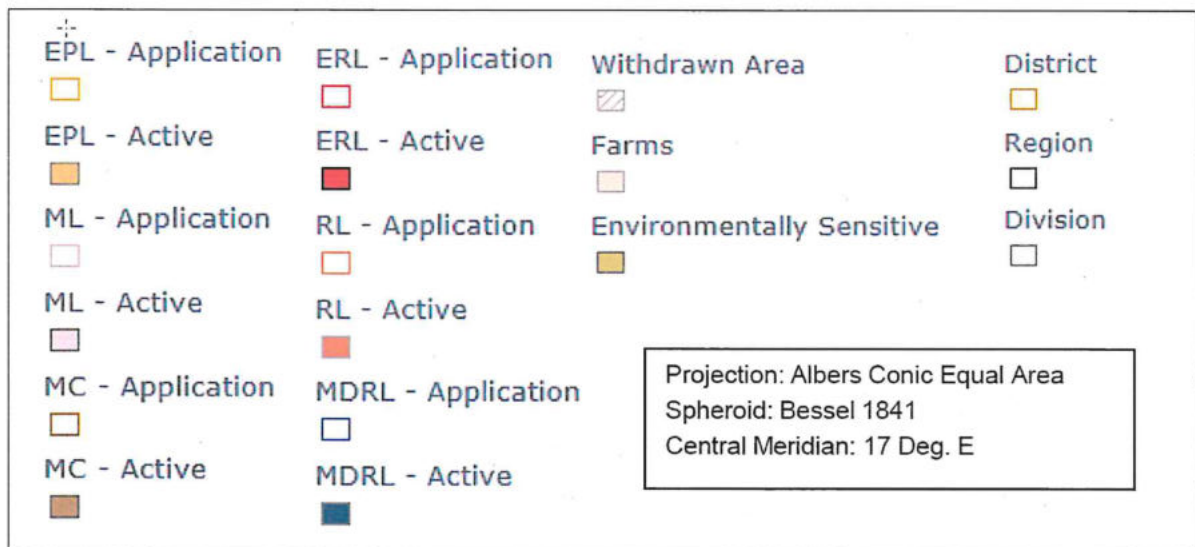 EPL - Application
EPL - Active
ML - Application
ML - Active
MC - Application
MC - Active
ERL - Application
ERL - Active
RL - Application
RL - Active
MDRL - Application
MDRL - Active
Withdrawn Area
Farms
Environmentally Sensitive
District
Region
Division
Projection: Albers Conic Equal Area
Spheroid: Bessel 1841
Central Meridian: 17 Deg. E